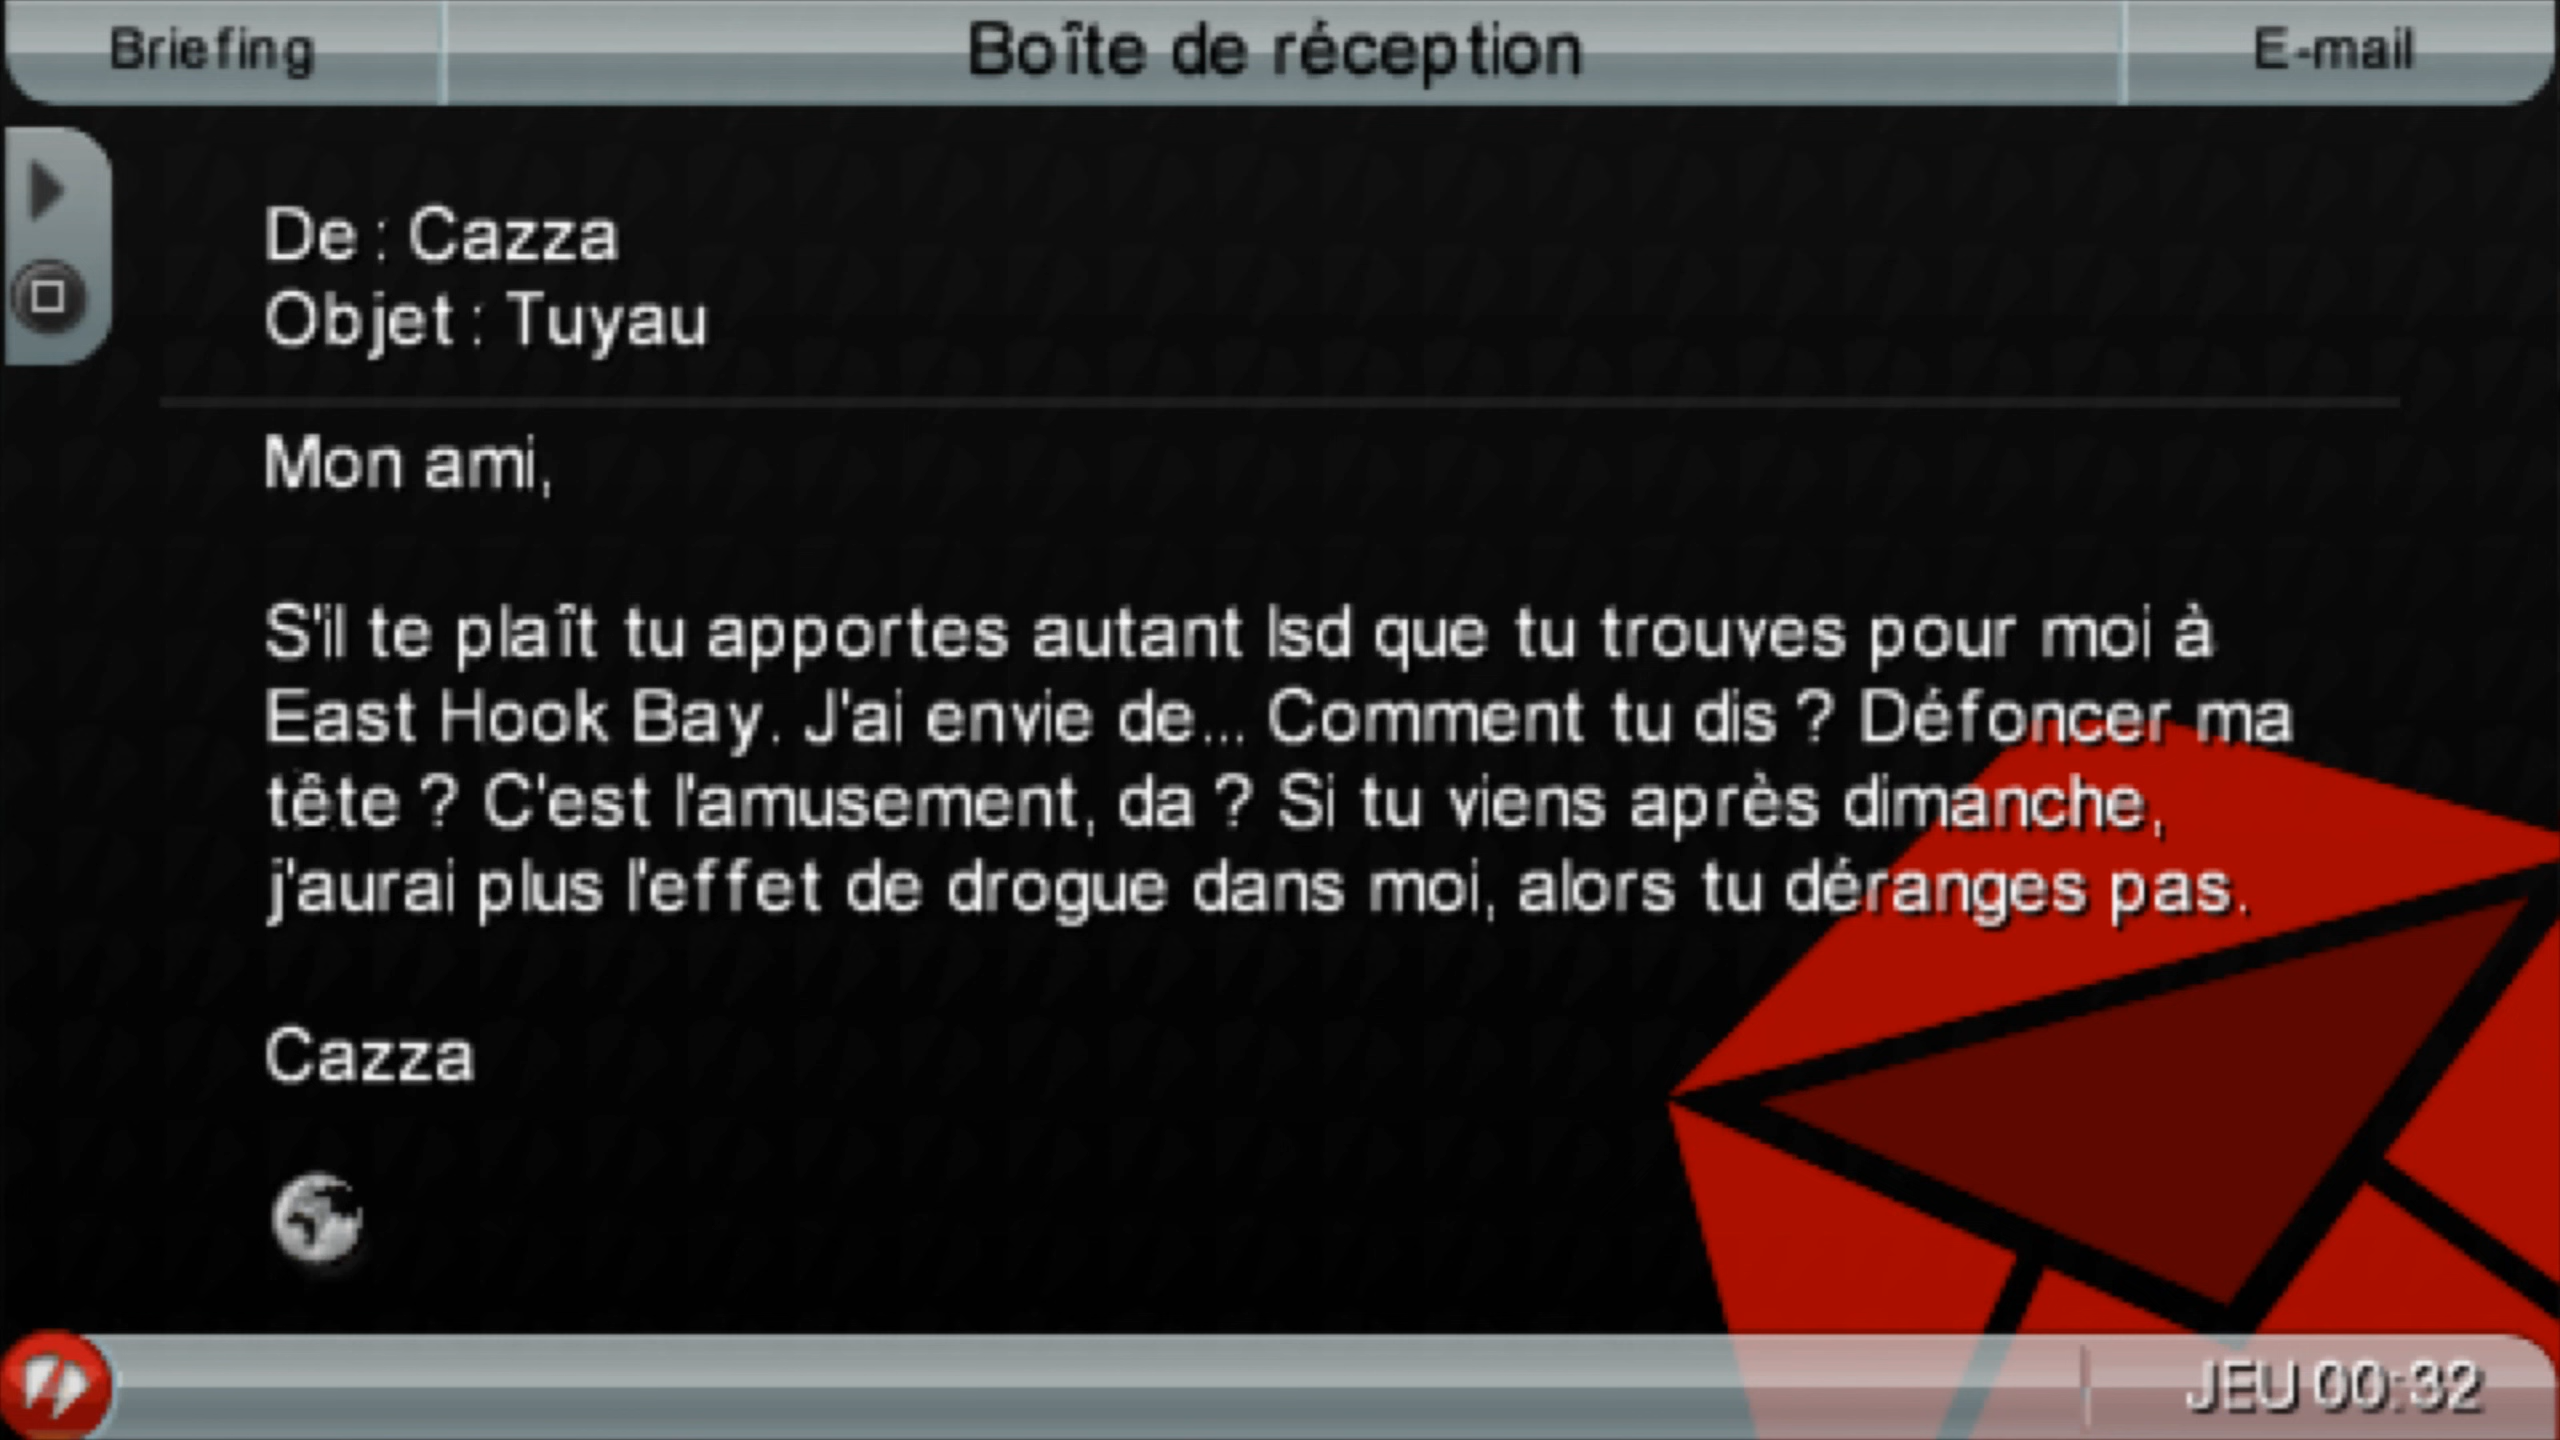 Briefing
Boîte de réception
E-mail
De : Cazza
Objet : Tuyau
Mon ami,
S'il te plaît tu apportes autant lsd que tu trouves pour moi à
East Hook Bay. J'ai envie de... Comment tu dis ? Défoncer ma
tête ? C'est l'amusement, da ? Si tu viens après dimanche,
j'aurai plus l'effet de drogue dans moi, alors tu déranges pas.
Cazza
JEU 00:32